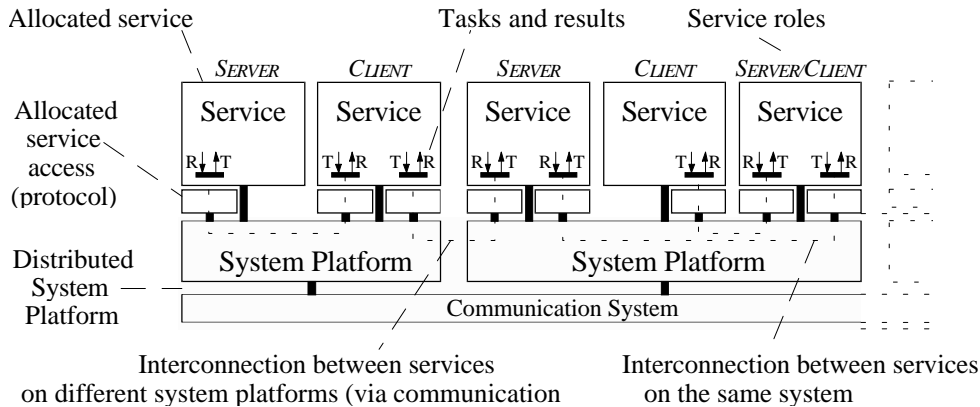 Allocated service
Tasks and results
Service roles
SERVER
CLIENT
SERVER
CLIENT
SERVER/CLIENT
Service
Service
Service
Service
Service
Allocated
service
access
(protocol)
R T
T R
T R
R T
R T
T R
R T
T R
System Platform
System Platform
Distributed
System
Platform
Communication System
Interconnection between services
on different system platforms (via communication
Interconnection between services
on the same system